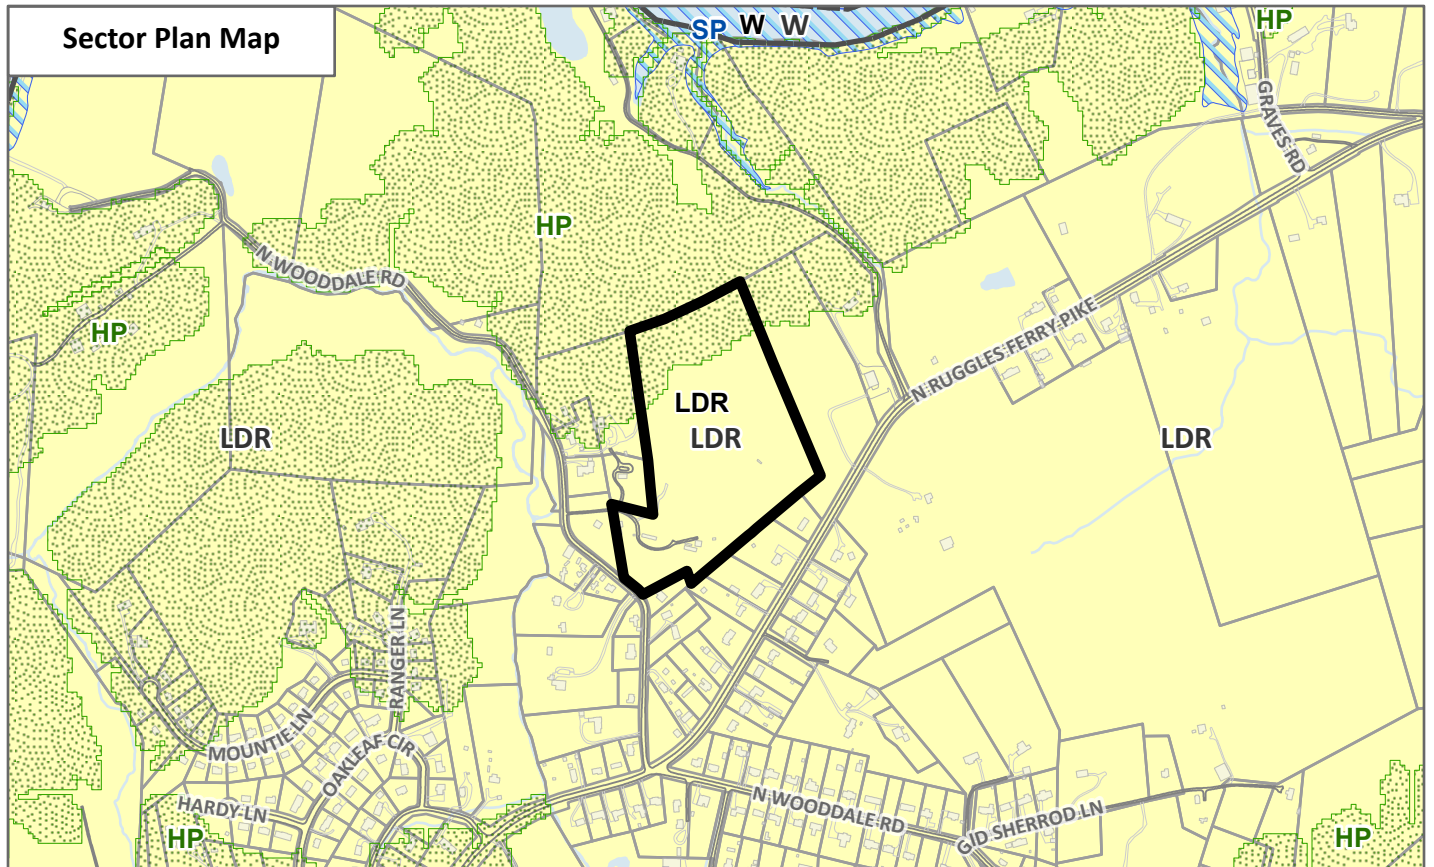 Sector Plan Map
SP
W
W
HP
GRAVES RD
HP
N WOODDALE RD
HP
N RUGGLES FERRY PIKE
LDR
LDR
LDR
LDR
RANGER LN
MOUNTIE LN
OAKLEAF CIR
HARDY LN
HP
N WOODDALE RD
GID SHERROD LN
HP